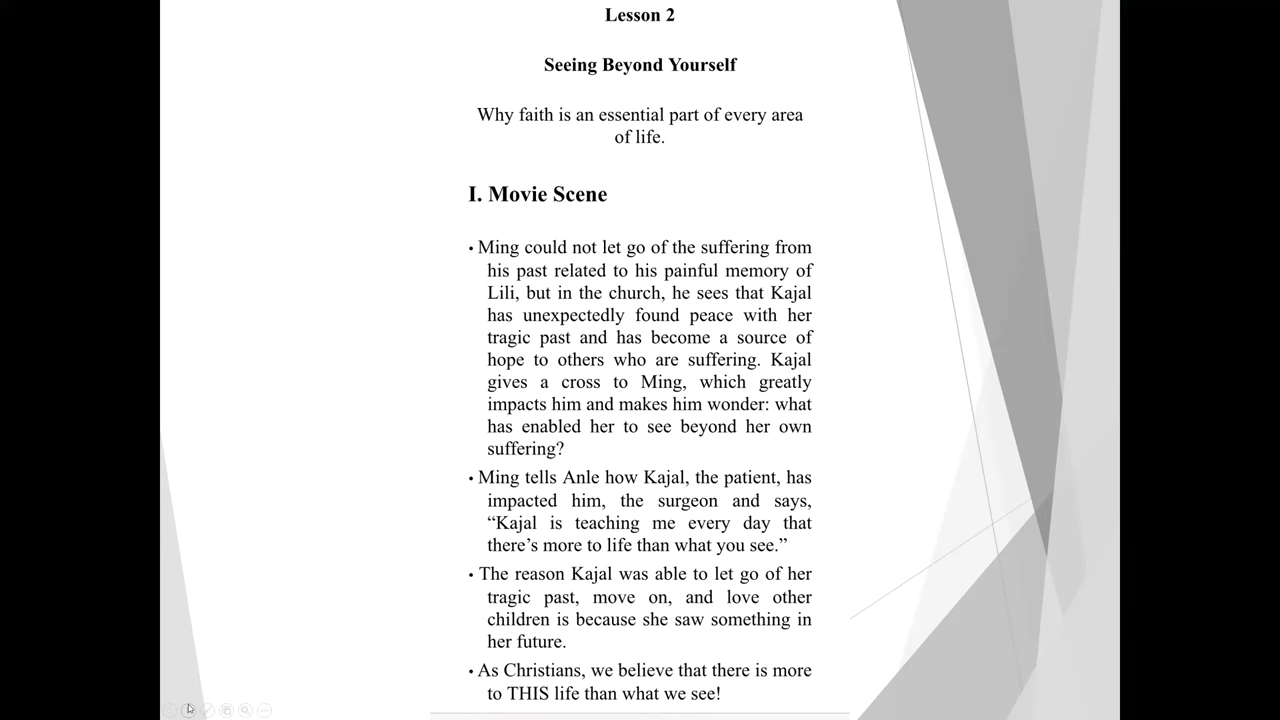 Lesson 2
Seeing Beyond Yourself
Why faith is an essential part of every area
of life.
I. Movie Scene
• Ming could not let go of the suffering from
his past related to his painful memory of
Lili, but in the church, he sees that Kajal
has unexpectedly found peace with her
tragic past and has become a source of
hope to others who are suffering. Kajal
gives a cross to Ming, which greatly
impacts him and makes him wonder: what
has enabled her to see beyond her own
suffering?
• Ming tells Anle how Kajal, the patient, has
impacted him, the surgeon and says,
“Kajal is teaching me every day that
there’s more to life than what you see.”
• The reason Kajal was able to let go of her
tragic past, move on, and love other
children is because she saw something in
her future.
• As Christians, we believe that there is more
to THIS life than what we see!